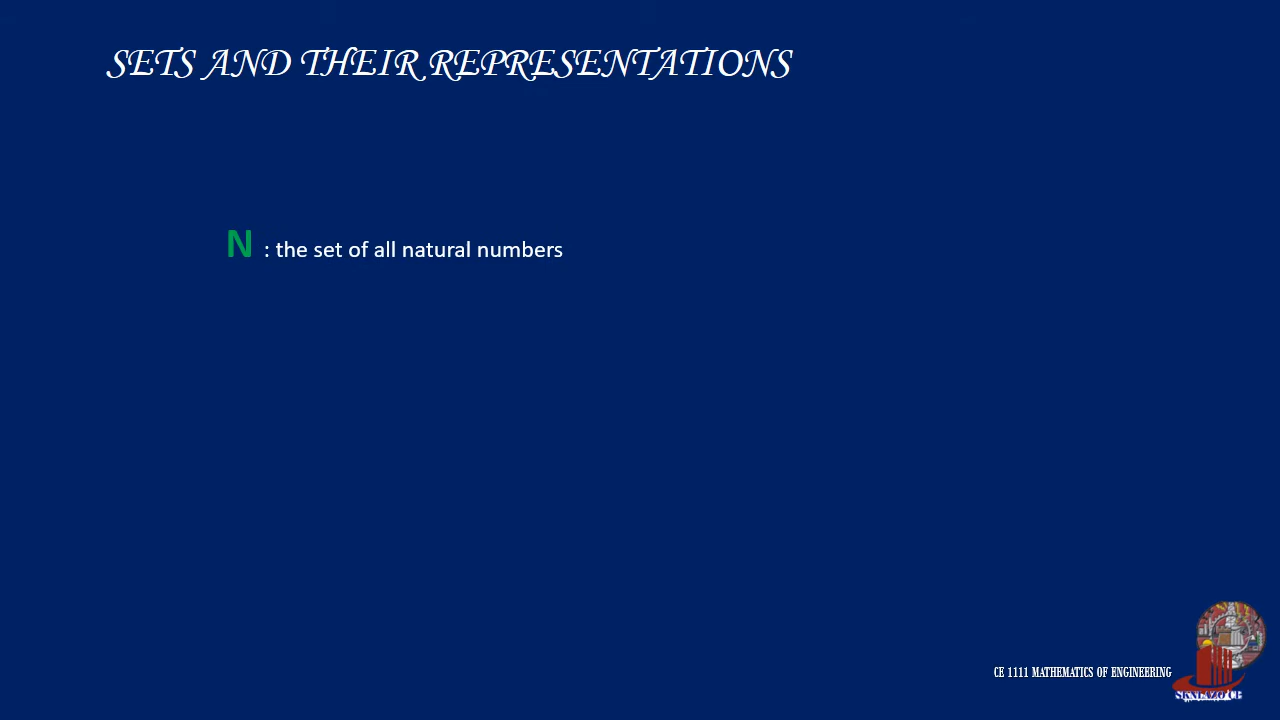 SETS AND THEIR REPRESENTATIONS
N : the set of all natural numbers
CE 1111 MATHEMATICS OF ENGINEERING